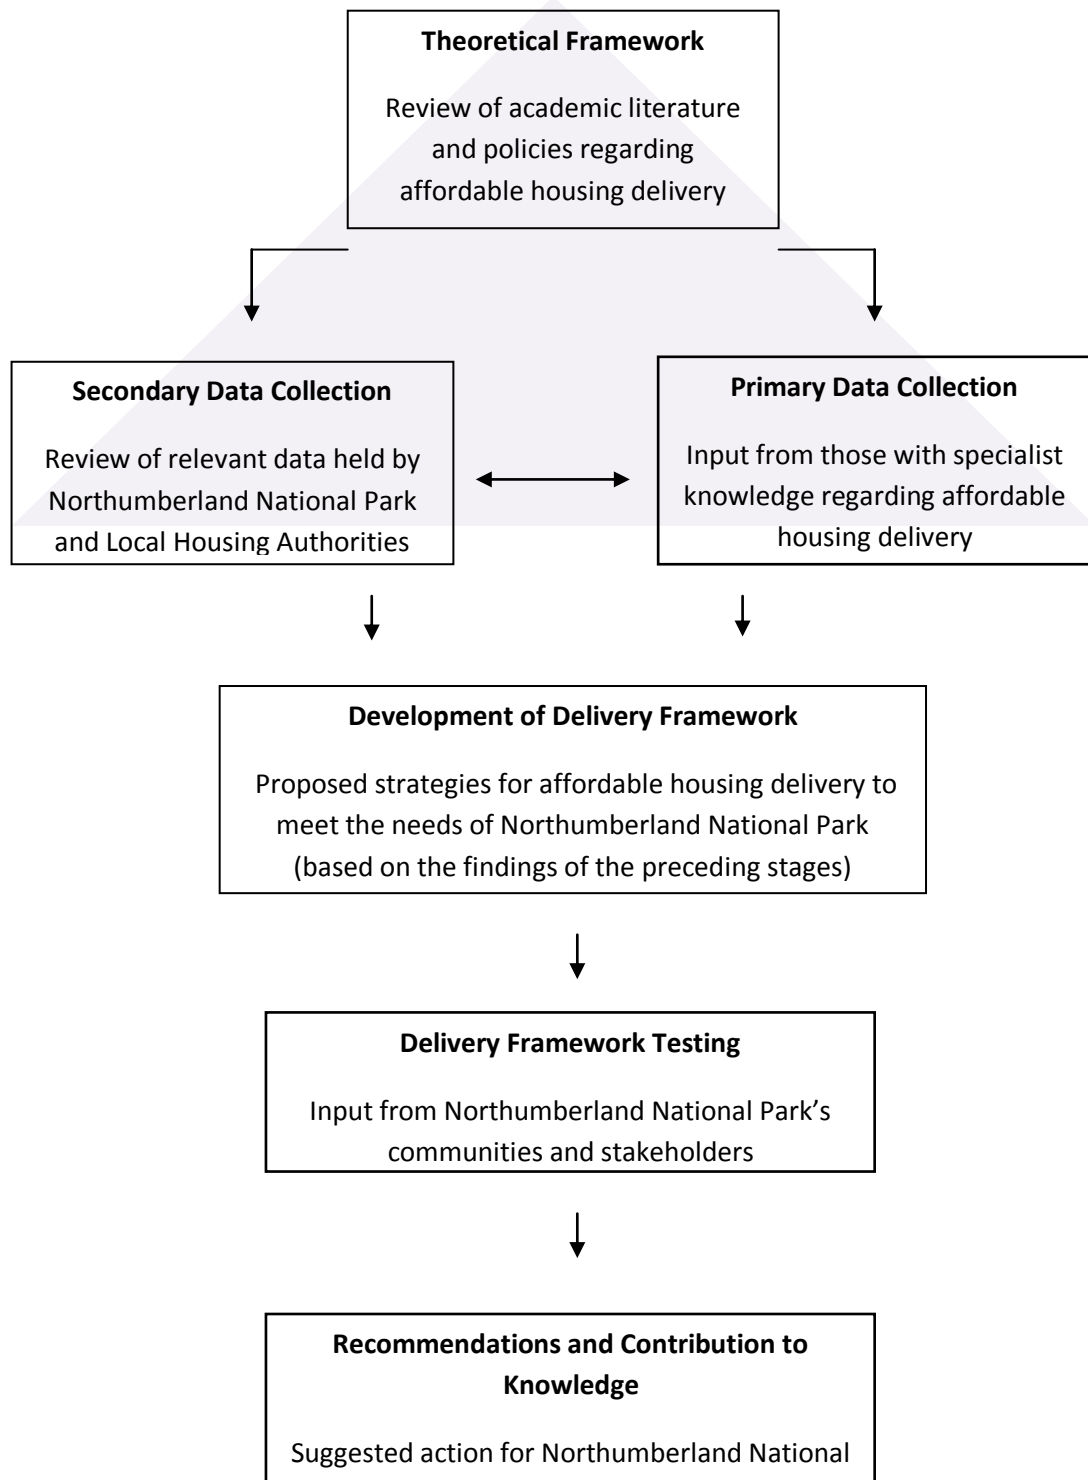 Theoretical Framework
Review of academic literature
and policies regarding
affordable housing delivery
Secondary Data Collection
Review of relevant data held by
Northumberland National Park
and Local Housing Authorities
Primary Data Collection
Input from those with specialist
knowledge regarding affordable
housing delivery
Development of Delivery Framework
Proposed strategies for affordable housing delivery to
meet the needs of Northumberland National Park
(based on the findings of the preceding stages)
Delivery Framework Testing
Input from Northumberland National Park’s
communities and stakeholders
Recommendations and Contribution to
Knowledge
Suggested action for Northumberland National